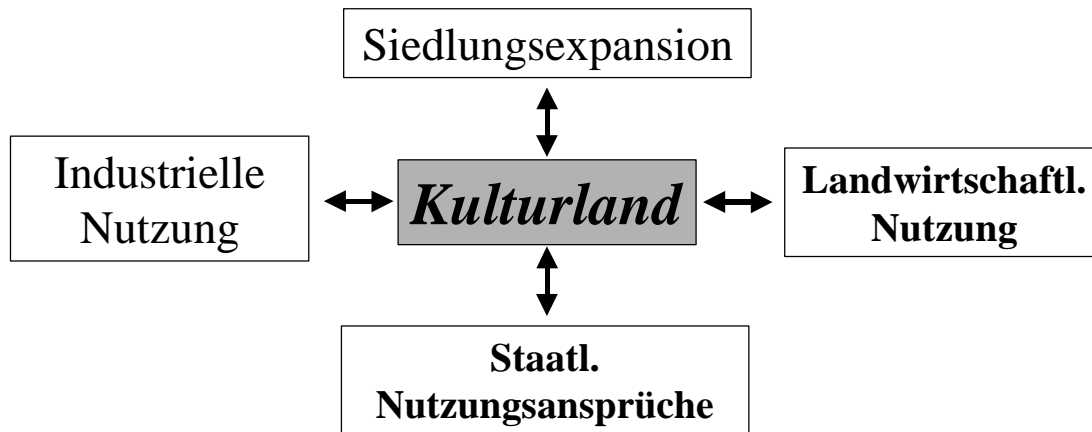 Siedlungsexpansion
Industrielle
Nutzung
Kulturland
Landwirtschaftl.
Nutzung
Staatl.
Nutzungsansprüche